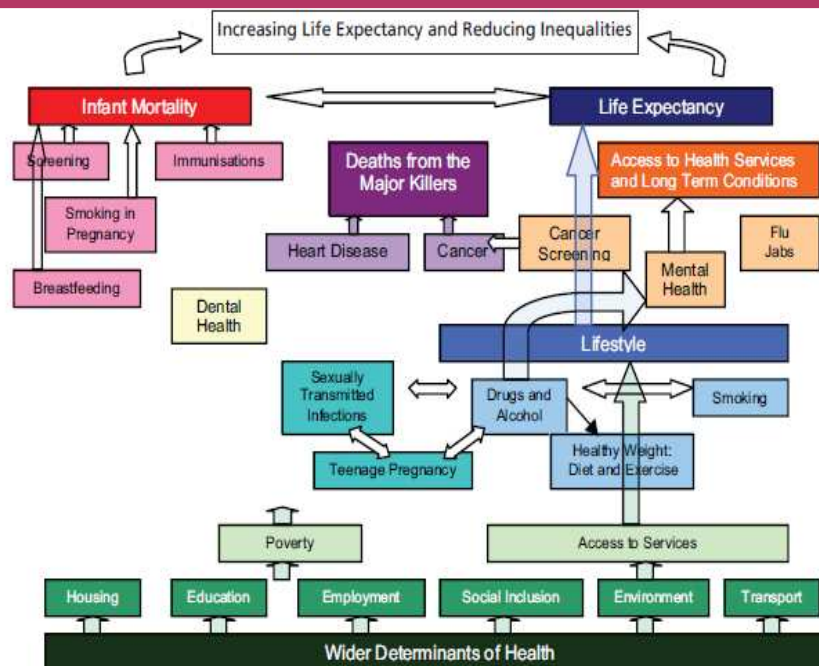 Increasing Life Expectancy and Reducing Inequalities
Infant Mortality
Life Expectancy
Screening
Immunisations
Deaths from the
Major Killers
Access to Health Services
and Long Term Conditions
Smoking in
Pregnancy
Heart Disease
Cancer
Cancer
Screening
Mental
Health
Flu
Jabs
Breastfeeding
Dental
Health
Lifestyle
Sexually
Transmitted
Infections
Drugs and
Alcohol
Smoking
Teenage Pregnancy
Healthy Weight:
Diet and Exercise
Poverty
Access to Services
Housing
Education
Employment
Social Inclusion
Environment
Transport
Wider Determinants of Health